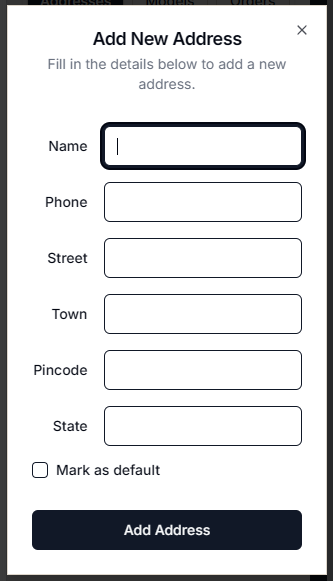 Addresses Models Orders
Add New Address
Fill in the details below to add a new
address.
Name
Phone
Street
Town
Pincode
State
Mark as default
Add Address